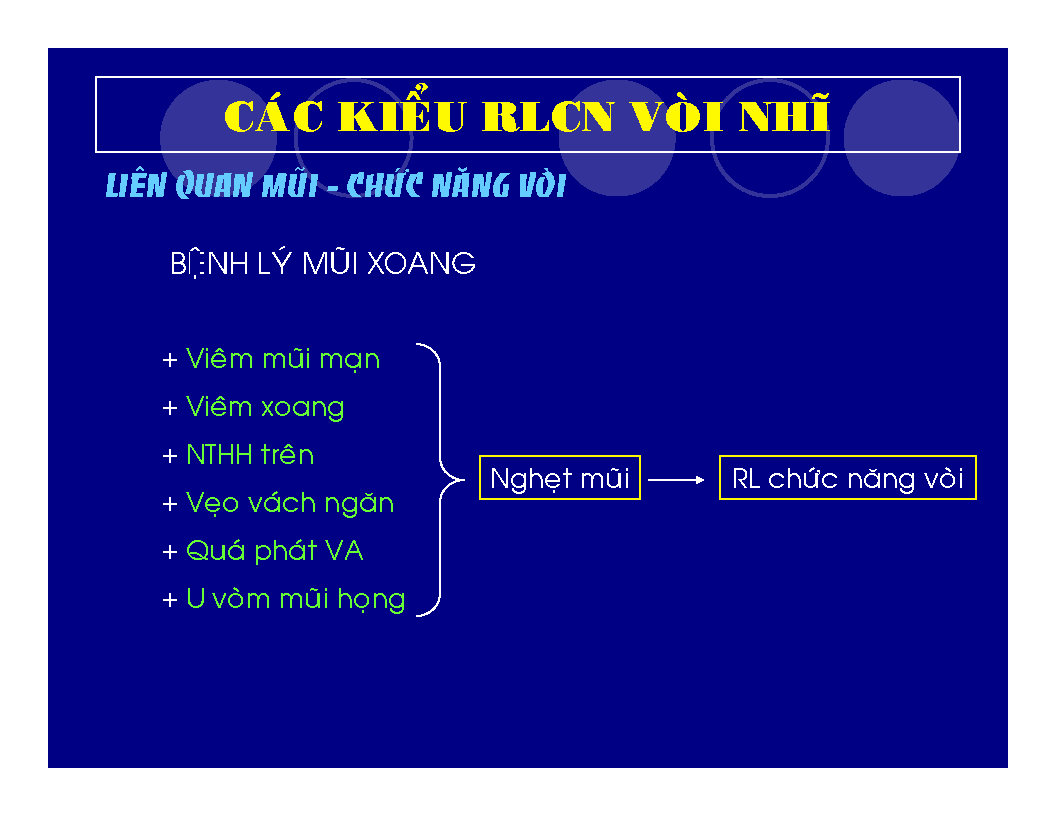 CÁC KIỂU RLCN VÒI NHĨ
LIÊN QUAN MŨI - CHỨC NĂNG VÒI
BỆNH LÝ MŨI XOANG
+ Viêm mũi mạn
+ Viêm xoang
+ NTHH trên
+ Vẹo vách ngăn
+ Quá phát VA
+ U vòm mũi họng
Nghẹt mũi
RL chức năng vòi